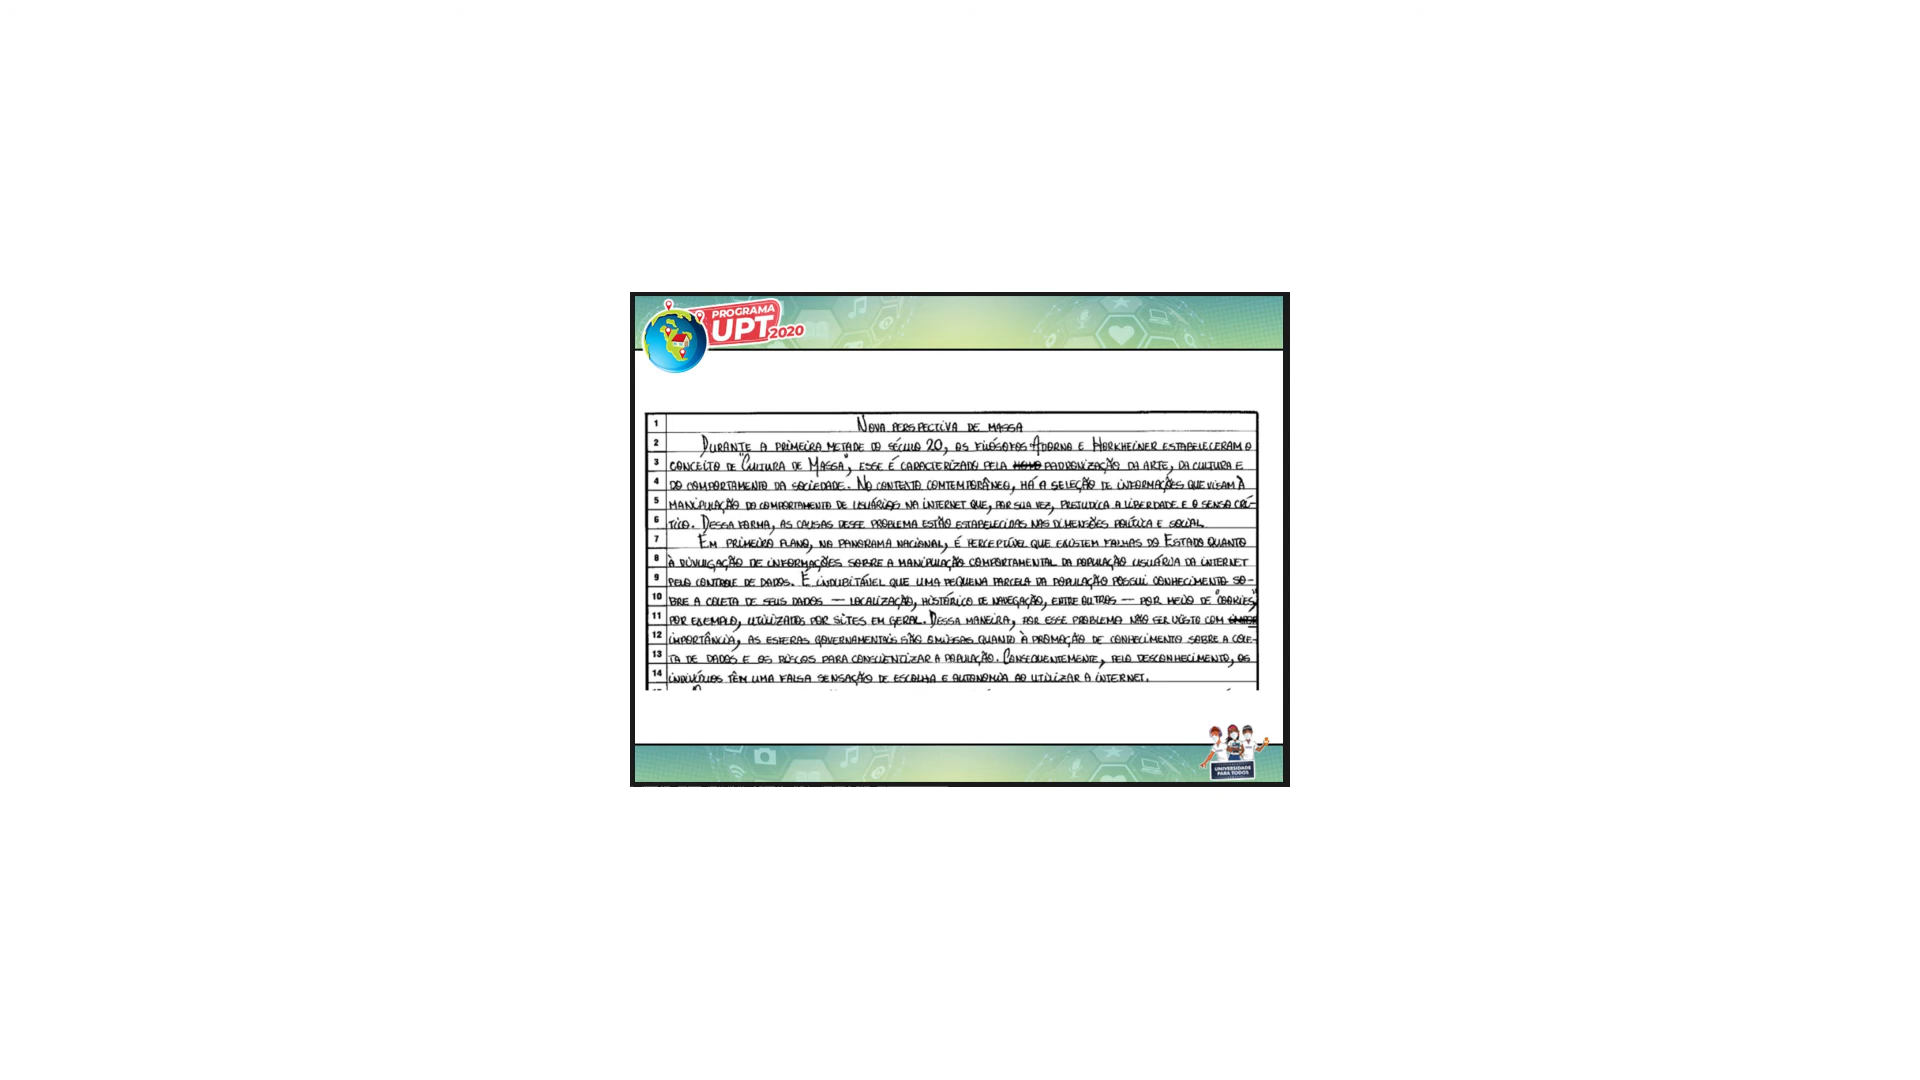 PROGRAMA
UPT 2020
1 NOVA PERSPECTIVA DE MASSA
2 DURANTE A PRIMEIRA METADE DO SÉCULO 20, OS FILÓSOFOS ADORNO E HORKHEINER ESTABELECERAM O
3 CONCEITO DE "CULTURA DE MASSA", ESSE É CARACTERIZADO PELA PADRONIZAÇÃO DA ARTE, DA CULTURA E
4 DO COMPORTAMENTO DA SOCIEDADE. NO CONTEXTO COMTEMPORÂNEO, HÁ A SELEÇÃO DE INFORMAÇÕES QUE VISAM À
5 MANIPULAÇÃO DO COMPORTAMENTO DE USUÁRIOS NA INTERNET QUE, POR SUA VEZ, PREJUDICA A LIBERDADE E O SENSO CRÍ-
6 TICO. DESSA FORMA, AS CAUSAS DESSE PROBLEMA ESTÃO ESTABELECIDAS NAS DIMENSÕES POLÍTICA E SOCIAL.
7 EM PRIMEIRO PLANO, NO PANORAMA NACIONAL, É PERCEPTÍVEL QUE EXISTEM FALHAS DO ESTADO QUANTO
8 À DIVULGAÇÃO DE INFORMAÇÕES SOBRE A MANIPULAÇÃO COMPORTAMENTAL DA POPULAÇÃO USUÁRIA DA INTERNET
9 PELO CONTROLE DE DADOS. É INDUBITÁVEL QUE UMA PEQUENA PARCELA DA POPULAÇÃO POSSUI CONHECIMENTO SO-
10 BRE A COLETA DE SEUS DADOS — LOCALIZAÇÃO, HISTÓRICO DE NAVEGAÇÃO, ENTRE OUTROS — POR MEIO DE "COOKIES",
11 POR EXEMPLO, UTILIZADOS POR SITES EM GERAL. DESSA MANEIRA, POR ESSE PROBLEMA NÃO SER VISTO COM
12 IMPORTÂNCIA, AS ESFERAS GOVERNAMENTAIS SÃO OMISSAS QUANTO À PROMOÇÃO DE CONHECIMENTO SOBRE A COLE-
13 TA DE DADOS E OS RISCOS PARA CONSCIENTIZAR A POPULAÇÃO. CONSEQUENTEMENTE, PELO DESCONHECIMENTO, OS
14 INDIVÍDUOS TÊM UMA FALSA SENSAÇÃO DE ESCOLHA E AUTONOMIA AO UTILIZAR A INTERNET.
UNIVERSIDADE
PARA TODOS